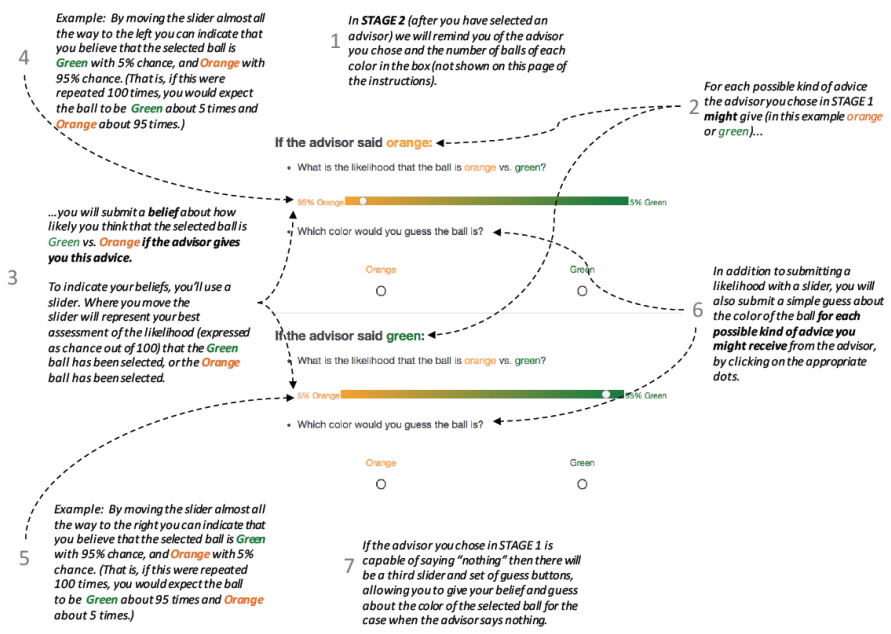 Example:  By moving the slider almost all
the way to the left you can indicate that
you believe that the selected ball is
Green with 5% chance, and Orange with
95% chance. (That is, if this were
repeated 100 times, you would expect
the ball to be  Green about 5 times and
Orange about 95 times.)
4
1
In STAGE 2 (after you have selected an
advisor) we will remind you of the advisor
you chose and the number of balls of each
color in the box (not shown on this page of
the instructions).
2
For each possible kind of advice
the advisor you chose in STAGE 1
might give (in this example orange
or green)...
If the advisor said orange:
• What is the likelihood that the ball is orange vs. green?
95% Orange 5% Green
• Which color would you guess the ball is?
Orange Green
3
...you will submit a belief about how
likely you think that the selected ball is
Green vs. Orange if the advisor gives
you this advice.
To indicate your beliefs, you'll use a
slider. Where you move the
slider will represent your best
assessment of the likelihood (expressed
as chance out of 100) that the Green
ball has been selected, or the Orange
ball has been selected.
6
In addition to submitting a
likelihood with a slider, you will
also submit a simple guess about
the color of the ball for each
possible kind of advice you
might receive from the advisor,
by clicking on the appropriate
dots.
If the advisor said green:
• What is the likelihood that the ball is orange vs. green?
5% Orange 95% Green
• Which color would you guess the ball is?
Orange Green
5
Example:  By moving the slider almost all
the way to the right you can indicate that
you believe that the selected ball is Green
with 95% chance, and Orange with 5%
chance. (That is, if this were repeated
100 times, you would expect the ball
to be  Green about 95 times and Orange
about 5 times.)
7
If the advisor you chose in STAGE 1 is
capable of saying “nothing” then there will
be a third slider and set of guess buttons,
allowing you to give your belief and guess
about the color of the selected ball for the
case when the advisor says nothing.